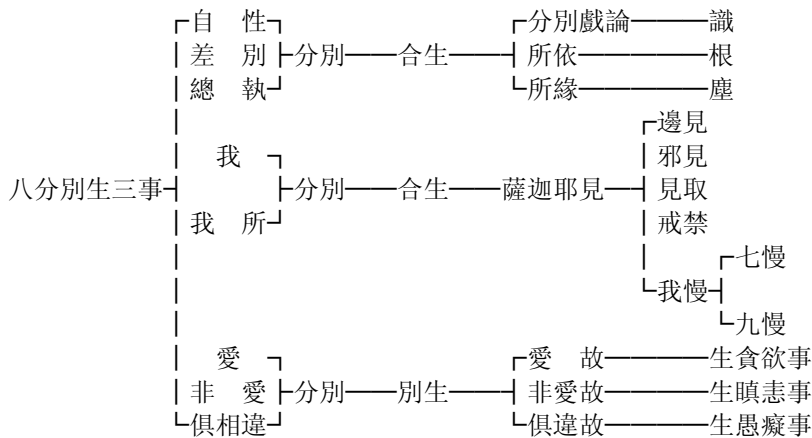 ┌自　性┐　　　　　　　　┌分別戲論————識
│差　別├分別——合生——┤所依—————根
│總　執┘　　　　　　　　└所緣—————塵
│　　　　　　　　　　　　　　　　┌邊見
│　我　┐　　　　　　　　　　　　│邪見
八分別生三事┤　　　├分別——合生——薩迦耶見——┤見取
│我　所┘　　　　　　　　　　　　│戒禁
│　　　　　　　　　　　　　　　　│　　┌七慢
│　　　　　　　　　　　　　　　　└我慢┤
│　　　　　　　　　　　　　　　　　　　└九慢
│　愛　┐　　　　　　　　┌愛　故————生貪欲事
│非　愛├分別——別生——┤非愛故————生瞋恚事
└俱相違┘　　　　　　　　└俱違故————生愚癡事